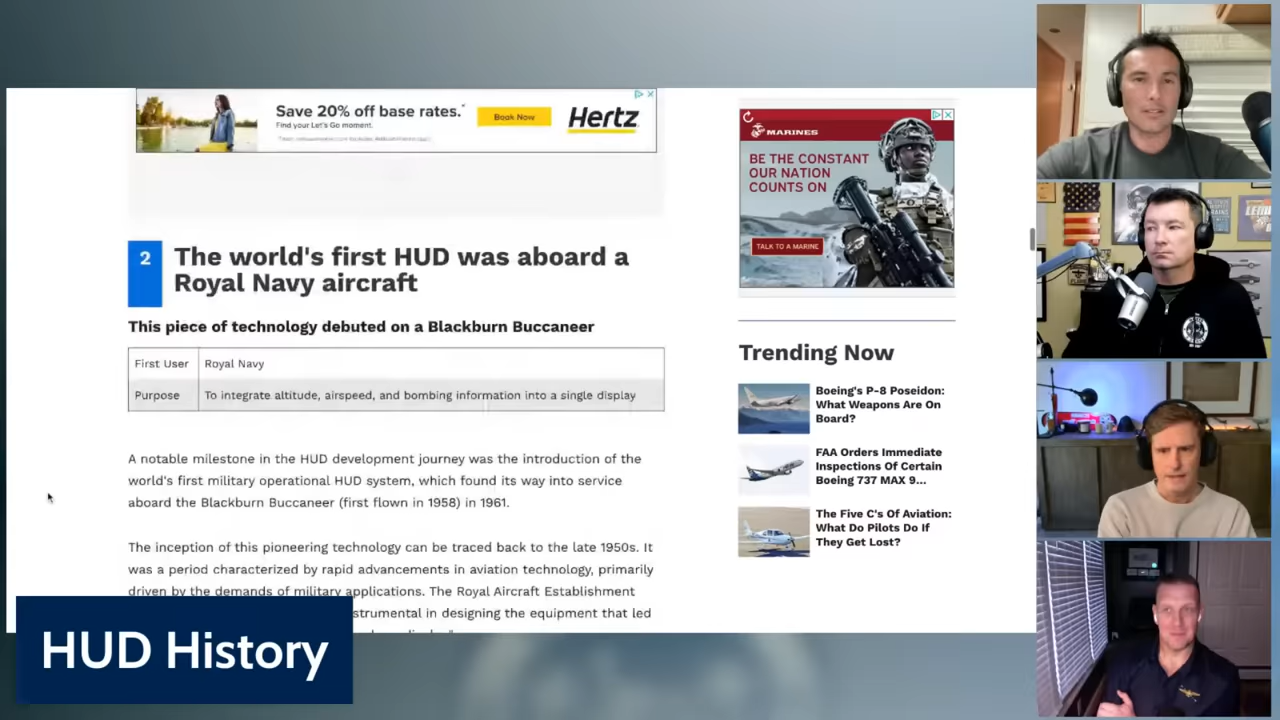 Save 20% off base rates.*
Find your Let's Go moment.
Book Now
Hertz
2
The world's first HUD was aboard a
Royal Navy aircraft
This piece of technology debuted on a Blackburn Buccaneer
First User Royal Navy
Purpose To integrate altitude, airspeed, and bombing information into a single display
A notable milestone in the HUD development journey was the introduction of the
world's first military operational HUD system, which found its way into service
aboard the Blackburn Buccaneer (first flown in 1958) in 1961.
The inception of this pioneering technology can be traced back to the late 1950s. It
was a period characterized by rapid advancements in aviation technology, primarily
driven by the demands of military applications. The Royal Aircraft Establishment
strumental in designing the equipment that led
MARINES
BE THE CONSTANT
OUR NATION
COUNTS ON
TALK TO A MARINE
Trending Now
Boeing's P-8 Poseidon:
What Weapons Are On
Board?
FAA Orders Immediate
Inspections Of Certain
Boeing 737 MAX 9...
The Five C's Of Aviation:
What Do Pilots Do If
They Get Lost?
HUD History